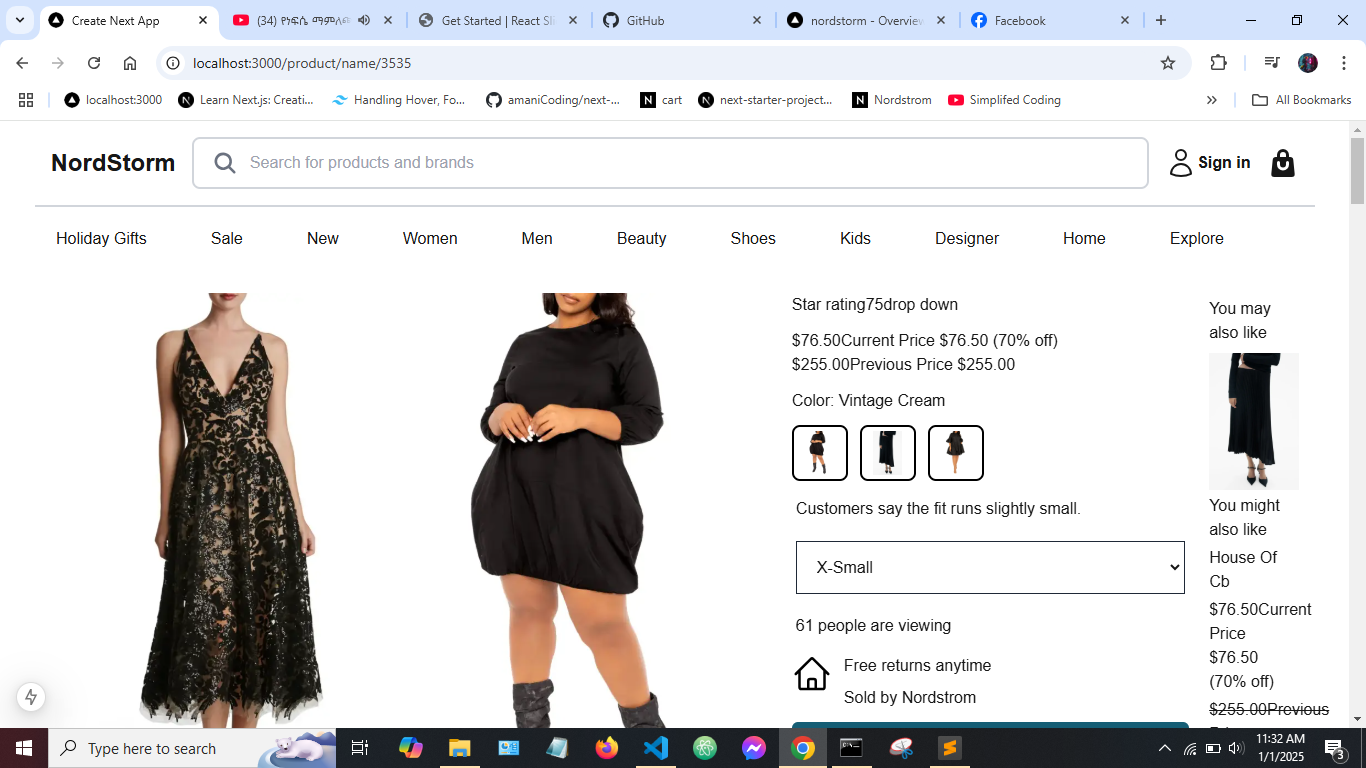 Create Next App
(34) የነፍሴ ማምለጫ
Get Started | React Sli
GitHub
nordstorm - Overview
Facebook
localhost:3000/product/name/3535
localhost:3000
Learn Next.js: Creati...
Handling Hover, Fo...
amaniCoding/next-...
cart
next-starter-project...
Nordstrom
Simplifed Coding
»
All Bookmarks
NordStorm
Search for products and brands
Sign in
Holiday Gifts
Sale
New
Women
Men
Beauty
Shoes
Kids
Designer
Home
Explore
Star rating75drop down
$76.50Current Price $76.50 (70% off)
$255.00Previous Price $255.00
Color: Vintage Cream
Customers say the fit runs slightly small.
X-Small
61 people are viewing
Free returns anytime
Sold by Nordstrom
You may
also like
You might
also like
House Of
Cb
$76.50Current
Price
$76.50
(70% off)
$255.00Previous
Type here to search
11:32 AM
1/1/2025
3